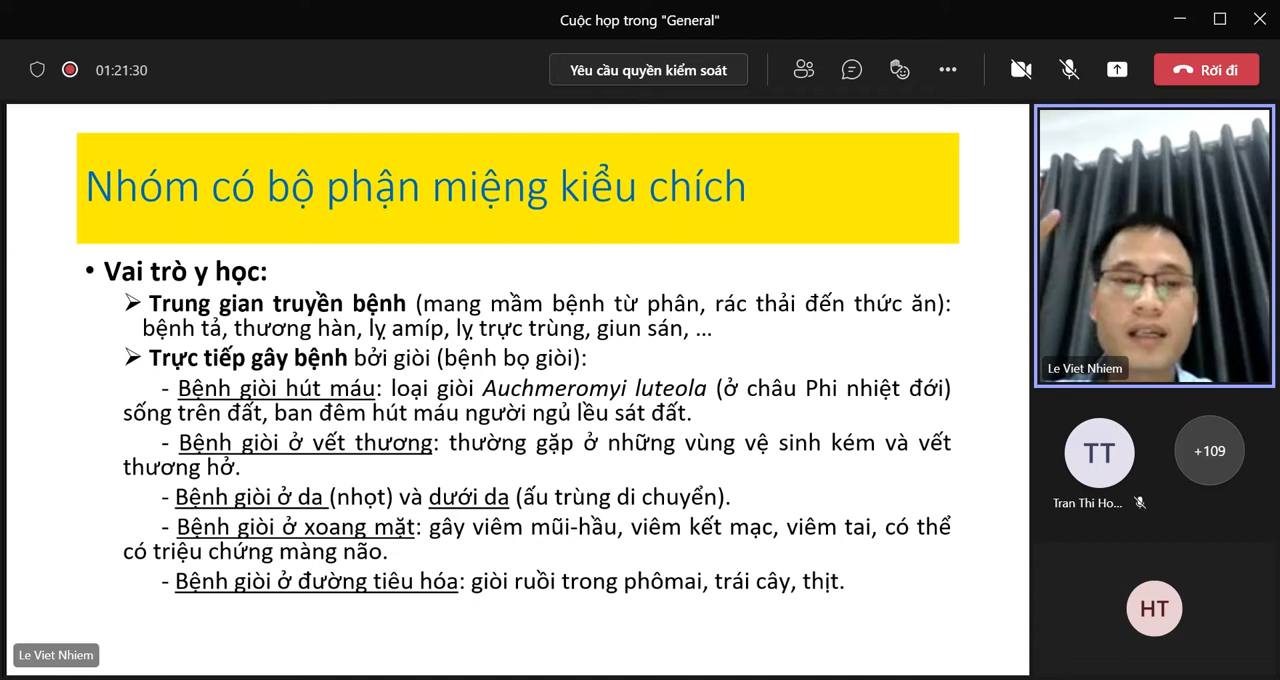 Cuộc họp trong "General"
01:21:30
Yêu cầu quyền kiểm soát
Rời đi
Nhóm có bộ phận miệng kiểu chích
• Vai trò y học:
➢ Trung gian truyền bệnh (mang mầm bệnh từ phân, rác thải đến thức ăn):
bệnh tả, thương hàn, lỵ amíp, lỵ trực trùng, giun sán, ...
➢ Trực tiếp gây bệnh bởi giòi (bệnh bọ giòi):
- Bệnh giòi hút máu: loại giòi Auchmeromyi luteola (ở châu Phi nhiệt đới)
sống trên đất, ban đêm hút máu người ngủ lều sát đất.
- Bệnh giòi ở vết thương: thường gặp ở những vùng vệ sinh kém và vết
thương hở.
- Bệnh giòi ở da (nhọt) và dưới da (ấu trùng di chuyển).
- Bệnh giòi ở xoang mặt: gây viêm mũi-hầu, viêm kết mạc, viêm tai, có thể
có triệu chứng màng não.
- Bệnh giòi ở đường tiêu hóa: giòi ruồi trong phômai, trái cây, thịt.
Le Viet Nhiem
Le Viet Nhiem
TT
+109
Tran Thi Ho...
HT